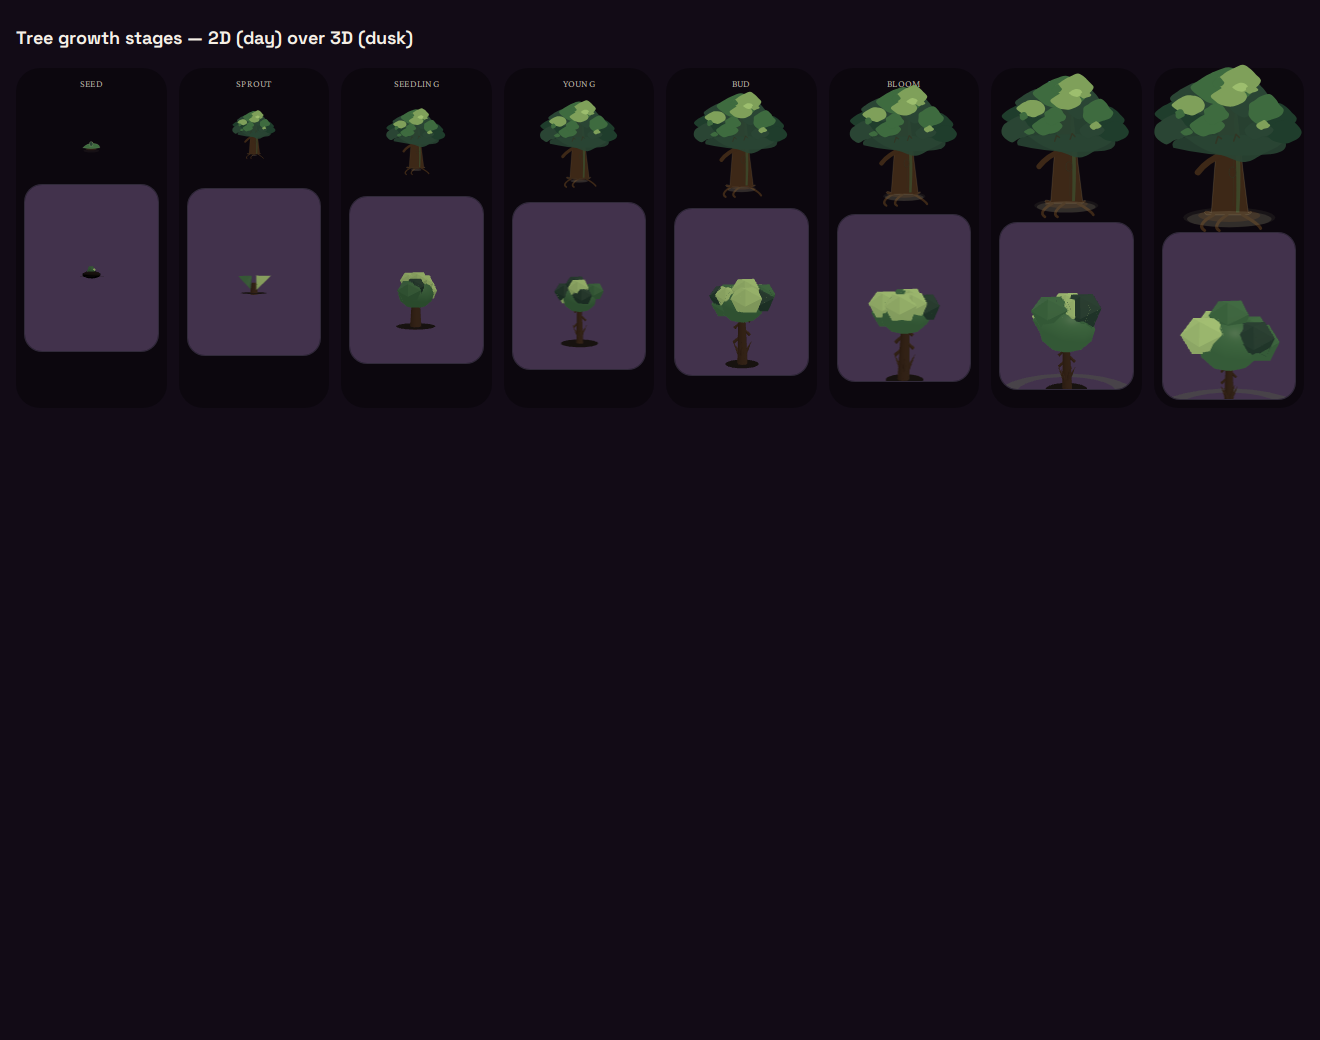 Tree growth stages — 2D (day) over 3D (dusk)
SEED
SPROUT
SEEDLING
YOUNG
BUD
BLOOM